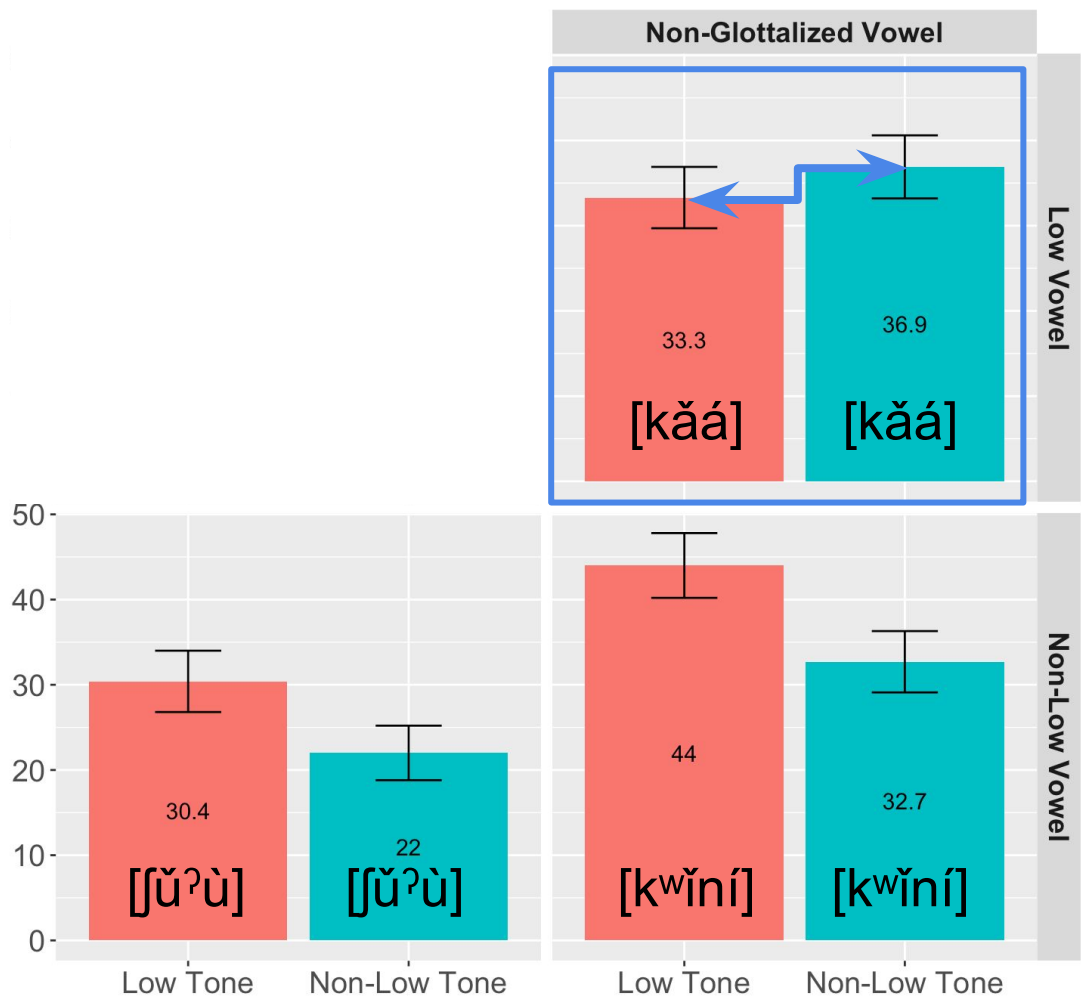 Non-Glottalized Vowel
Low Vowel
33.3
36.9
[kǎá]
[kǎá]
Non-Low Vowel
50
40
30
20
10
0
30.4
22
44
32.7
[ʃǔˀù]
[ʃǔˀù]
[kʷǐní]
[kʷǐní]
Low Tone
Non-Low Tone
Low Tone
Non-Low Tone